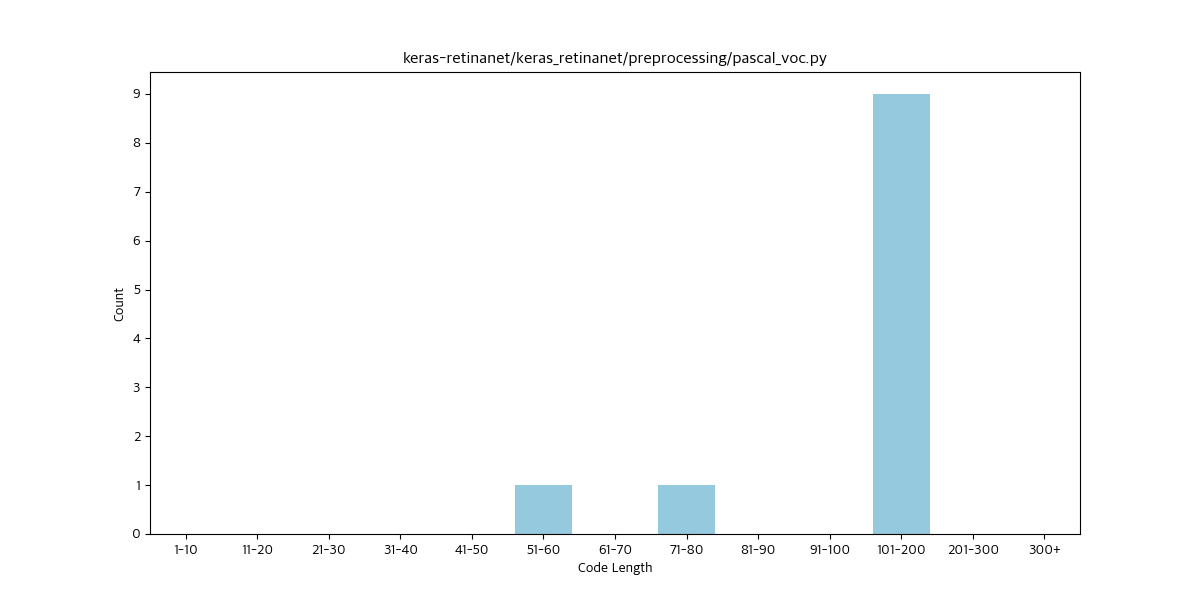 keras-retinanet/keras_retinanet/preprocessing/pascal_voc.py
9
8
7
6
5
4
3
2
1
0
Count
1-10 11-20 21-30 31-40 41-50 51-60 61-70 71-80 81-90 91-100 101-200 201-300 300+
Code Length